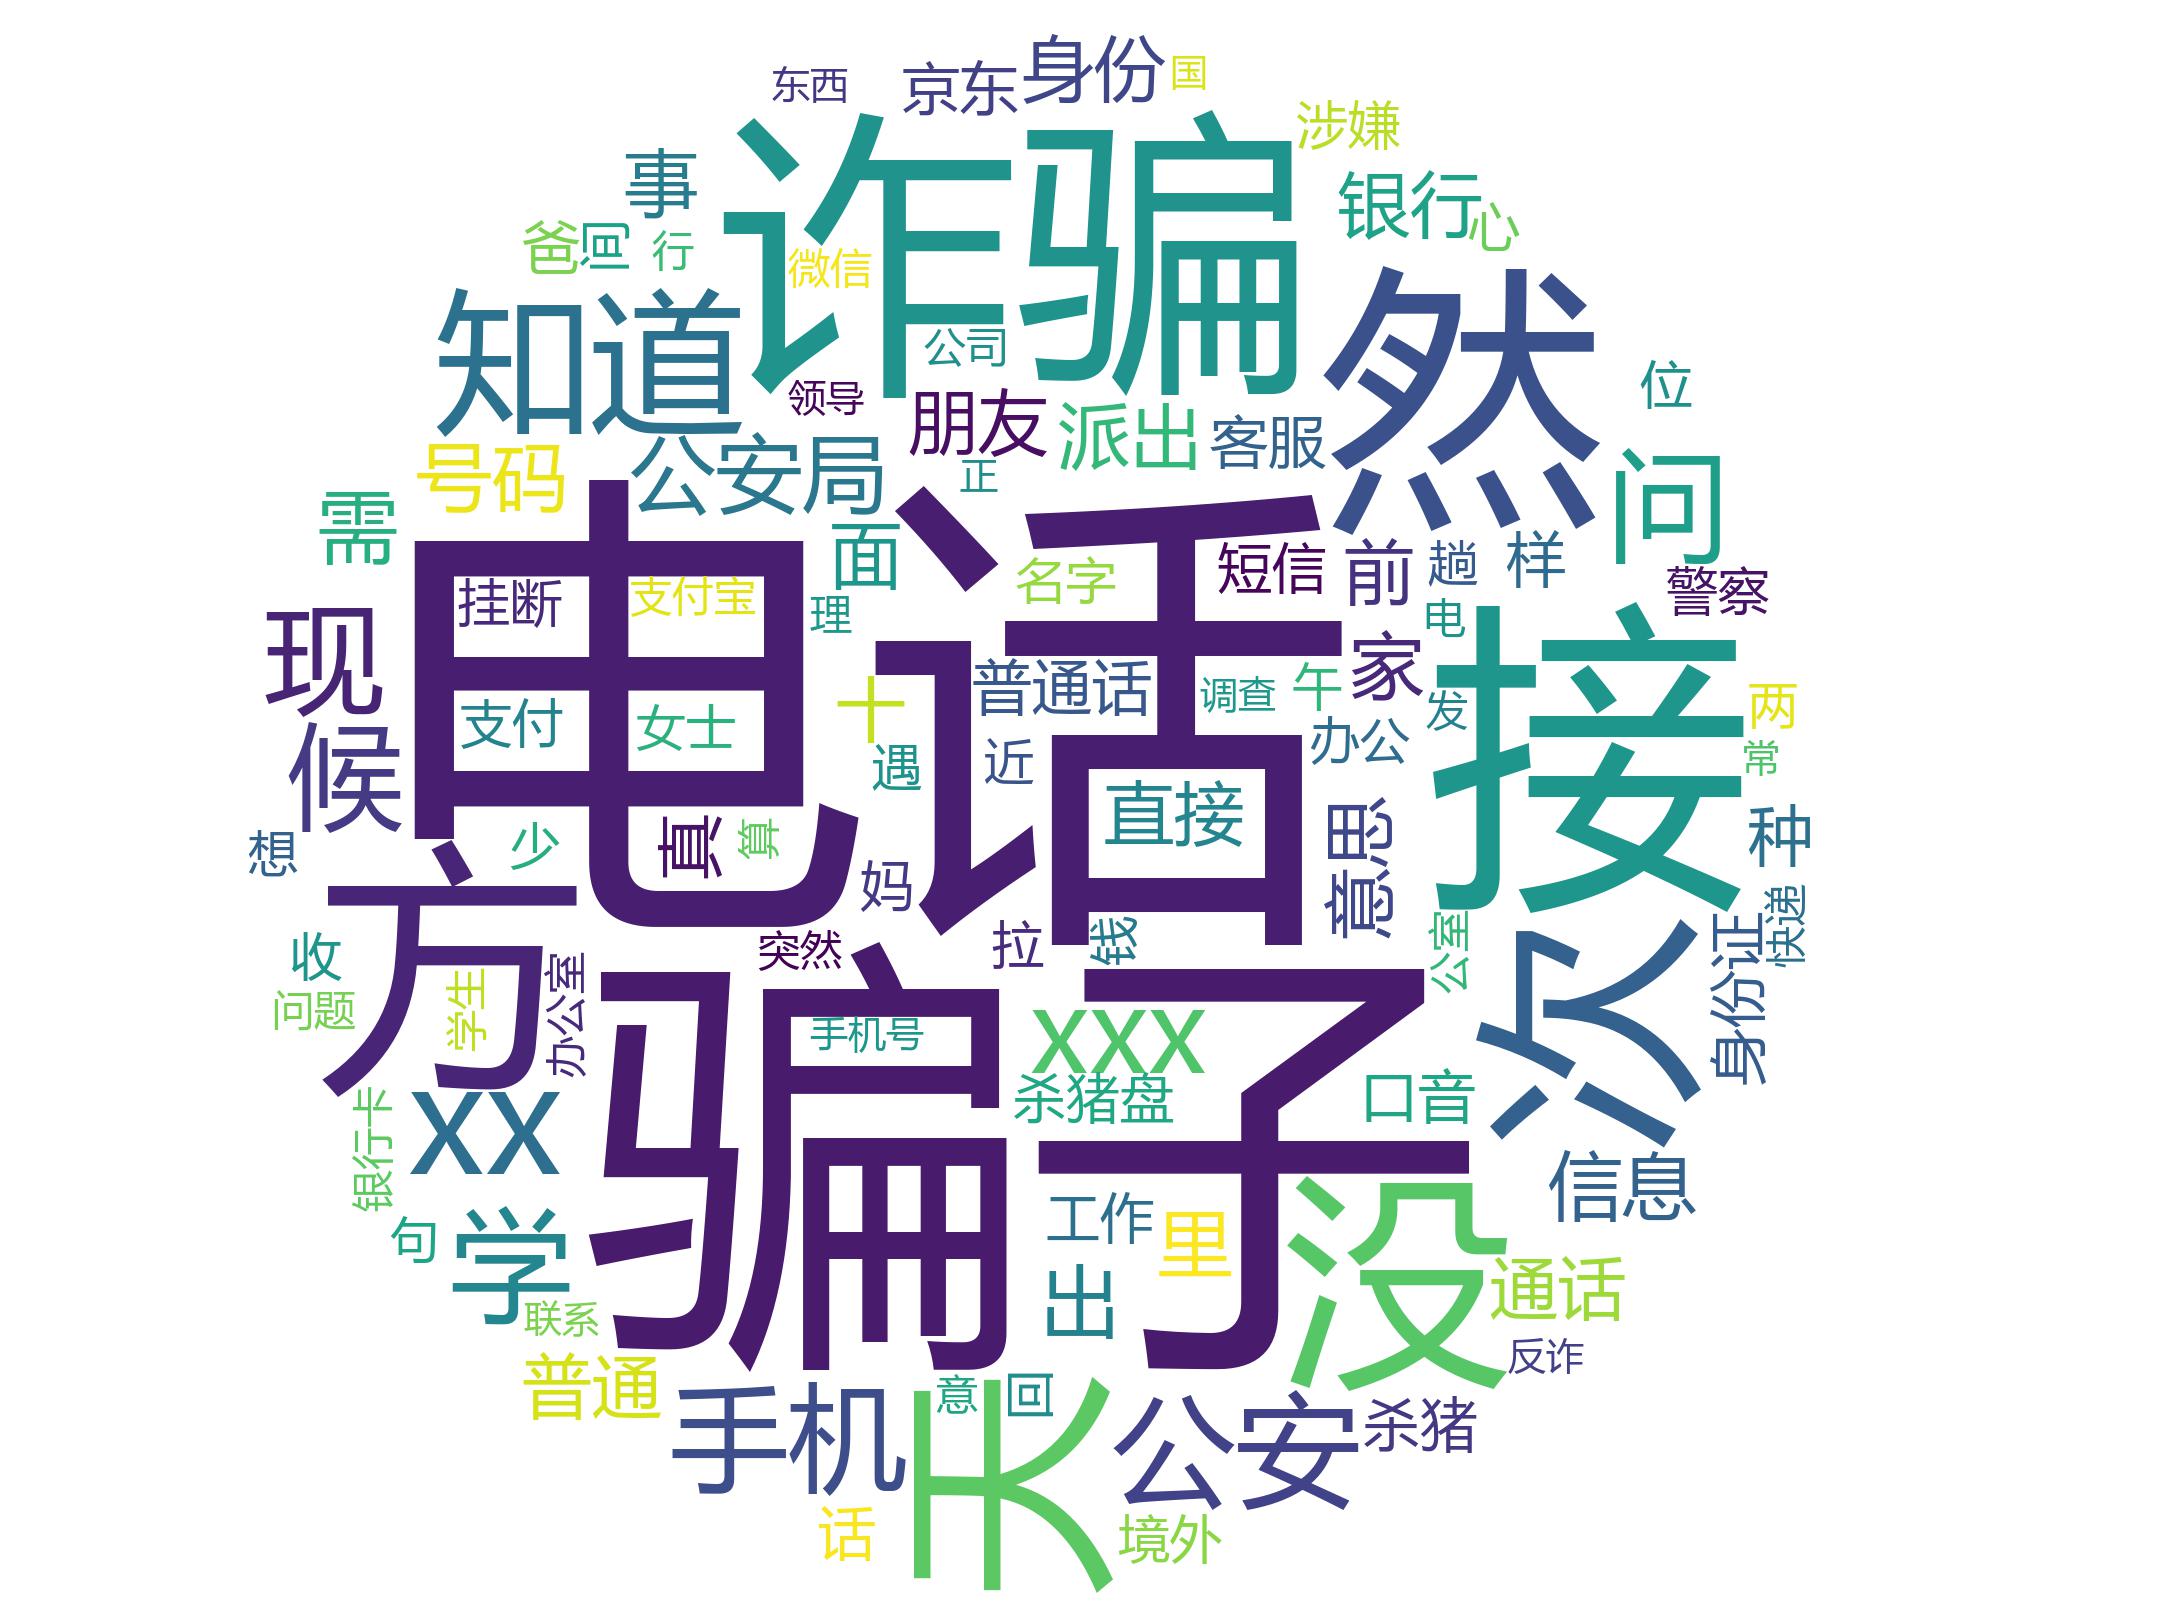 东西
京东
身份
国
涉嫌
诈骗
事
银行
心
爸
间
行
微信
知道
然
公司
位
领导
朋友
派出
客服
号码
公安局
正
问
需
面
电话
名字
短信
前
趟
样
警察
挂断
支付宝
理
电
现
家
接
普通话
调查
午
十
两
发
支付
女士
候
遇
近
办公
常
直接
意思
种
想
少
真
算
妈
方
收
突然
拉
钱
公室
次
身份证
快递
问题
学生
办公室
骗子
手机号
xxx
杀猪盘
口音
银行卡
xx
信息
句
学
工作
里
没
出
通话
联系
反诈
普通
手机
意
回
天
公安
杀猪
话
境外